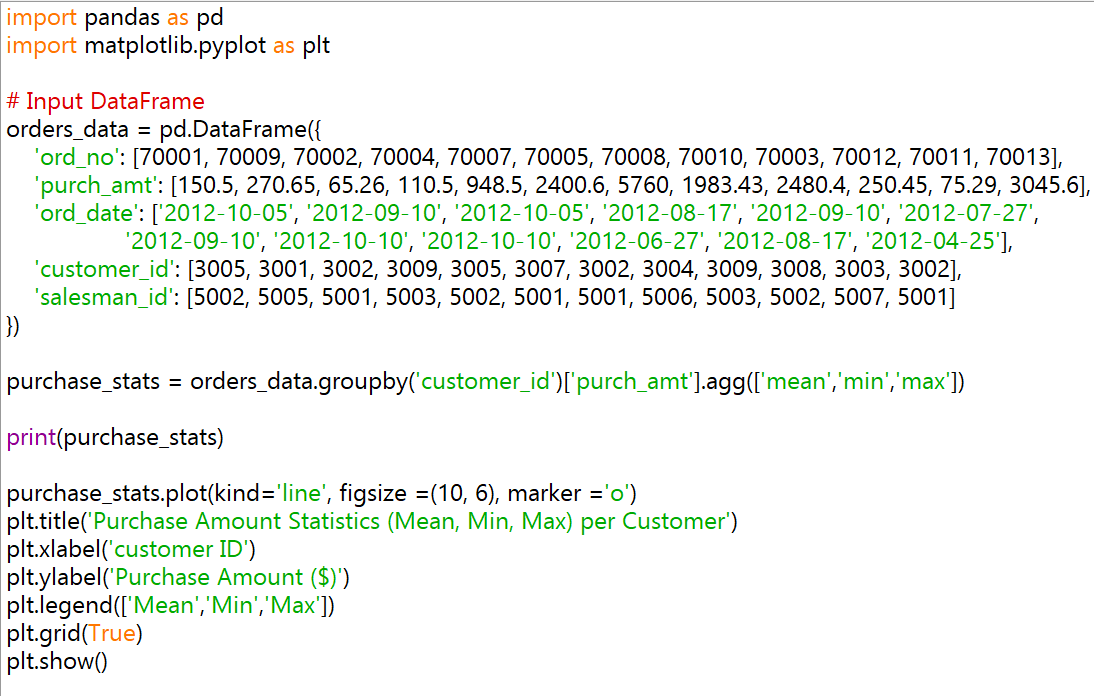 import pandas as pd
import matplotlib.pyplot as plt

# Input DataFrame
orders_data = pd.DataFrame({
    'ord_no': [70001, 70009, 70002, 70004, 70007, 70005, 70008, 70010, 70003, 70012, 70011, 70013],
    'purch_amt': [150.5, 270.65, 65.26, 110.5, 948.5, 2400.6, 5760, 1983.43, 2480.4, 250.45, 75.29, 3045.6],
    'ord_date': ['2012-10-05', '2012-09-10', '2012-10-05', '2012-08-17', '2012-09-10', '2012-07-27',
                 '2012-09-10', '2012-10-10', '2012-10-10', '2012-06-27', '2012-08-17', '2012-04-25'],
    'customer_id': [3005, 3001, 3002, 3009, 3005, 3007, 3002, 3004, 3009, 3008, 3003, 3002],
    'salesman_id': [5002, 5005, 5001, 5003, 5002, 5001, 5001, 5006, 5003, 5002, 5007, 5001]
})

purchase_stats = orders_data.groupby('customer_id')['purch_amt'].agg(['mean','min','max'])

print(purchase_stats)

purchase_stats.plot(kind='line', figsize =(10, 6), marker ='o')
plt.title('Purchase Amount Statistics (Mean, Min, Max) per Customer')
plt.xlabel('customer ID')
plt.ylabel('Purchase Amount ($)')
plt.legend(['Mean','Min','Max'])
plt.grid(True)
plt.show()